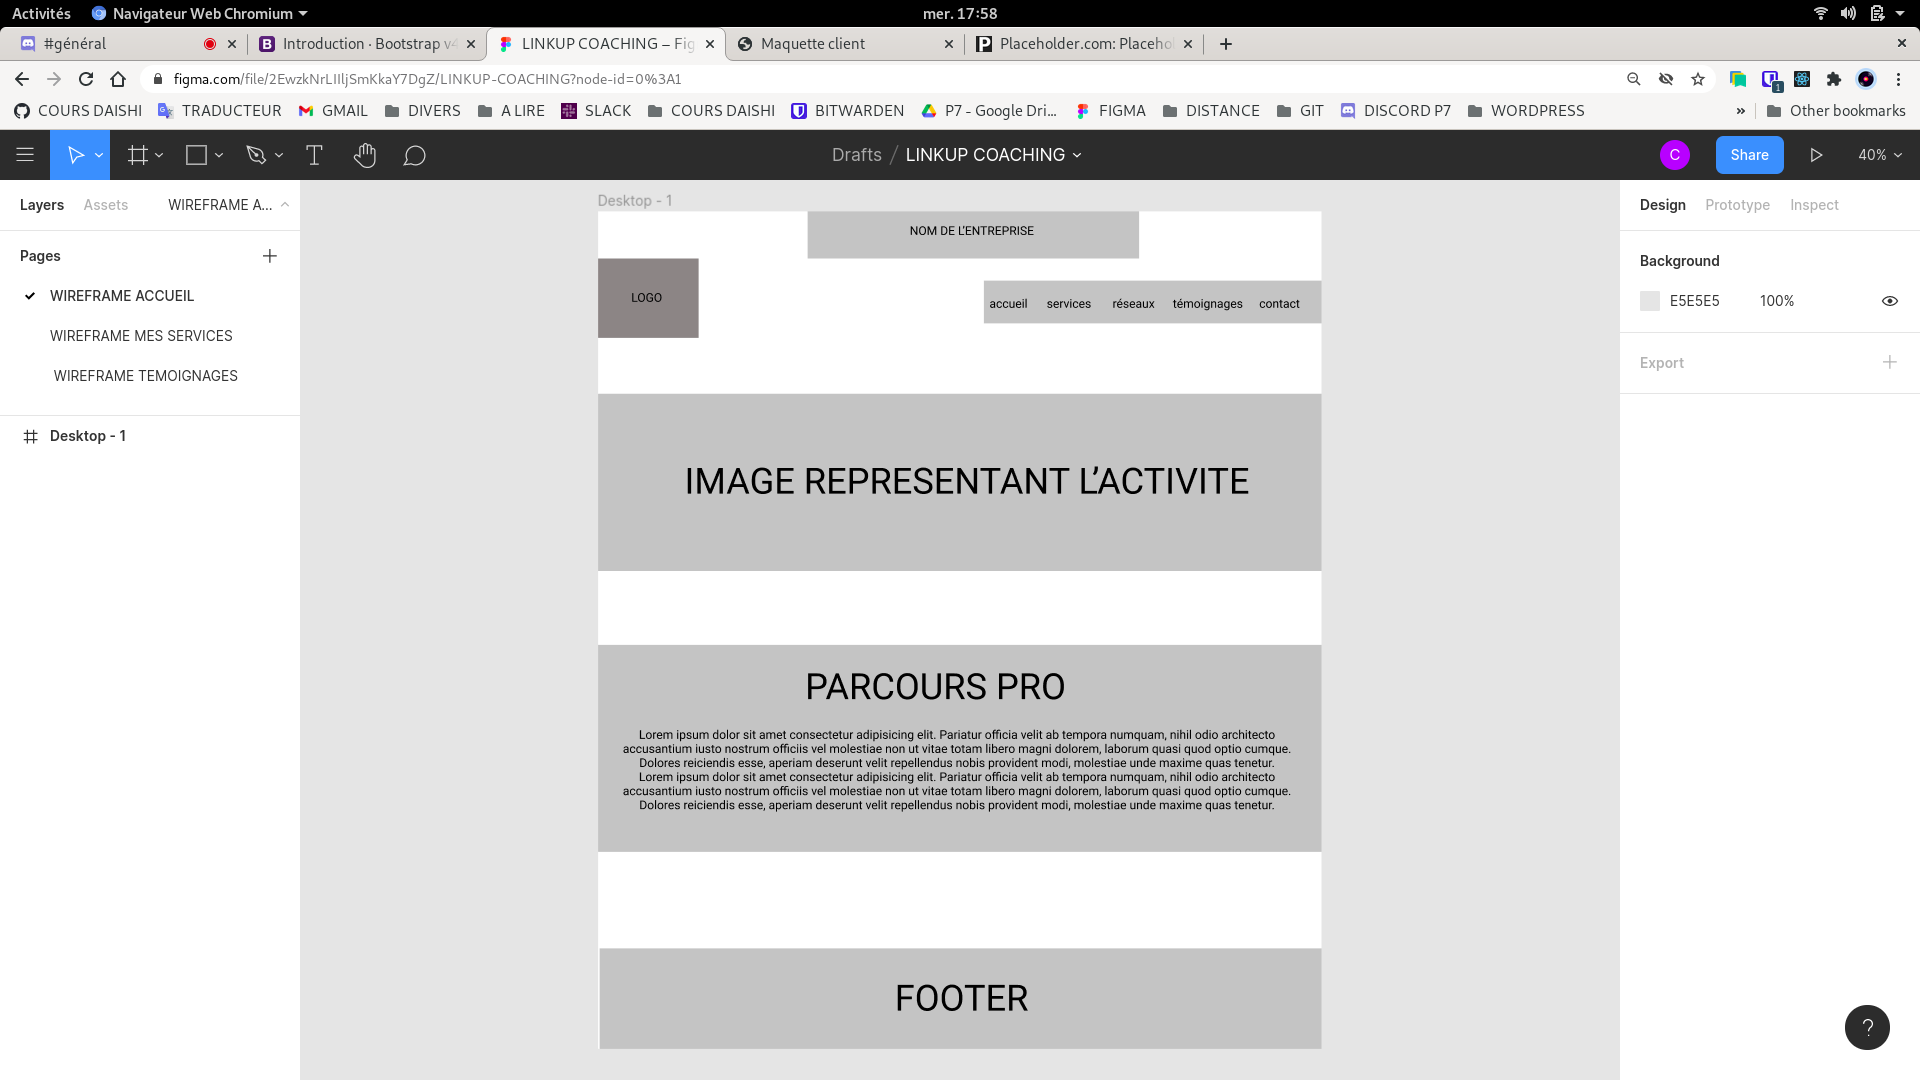 Activités
Navigateur Web Chromium
mer. 17:58
#général
Introduction · Bootstrap v4
LINKUP COACHING – Fig
Maquette client
Placeholder.com: Placehol
figma.com/file/2EwzkNrLIIljSmKkaY7DgZ/LINKUP-COACHING?node-id=0%3A1
1
COURS DAISHI
TRADUCTEUR
GMAIL
DIVERS
A LIRE
SLACK
COURS DAISHI
BITWARDEN
P7 - Google Dri...
FIGMA
DISTANCE
GIT
DISCORD P7
WORDPRESS
»
Other bookmarks
Drafts / LINKUP COACHING
C
Share
40%
Layers
Assets
WIREFRAME A...
Pages
WIREFRAME ACCUEIL
WIREFRAME MES SERVICES
WIREFRAME TEMOIGNAGES
Desktop - 1
Desktop - 1
NOM DE L'ENTREPRISE
LOGO
accueil services réseaux témoignages contact
IMAGE REPRESENTANT L'ACTIVITE
PARCOURS PRO
Lorem ipsum dolor sit amet consectetur adipisicing elit. Pariatur officia velit ab tempora numquam, nihil odio architecto
accusantium iusto nostrum officiis vel molestiae non ut vitae totam libero magni dolorem, laborum quasi quod optio cumque.
Dolores reiciendis esse, aperiam deserunt velit repellendus nobis provident modi, molestiae unde maxime quas tenetur.
Lorem ipsum dolor sit amet consectetur adipisicing elit. Pariatur officia velit ab tempora numquam, nihil odio architecto
accusantium iusto nostrum officiis vel molestiae non ut vitae totam libero magni dolorem, laborum quasi quod optio cumque.
Dolores reiciendis esse, aperiam deserunt velit repellendus nobis provident modi, molestiae unde maxime quas tenetur.
FOOTER
Design
Prototype
Inspect
Background
E5E5E5
100%
Export
?